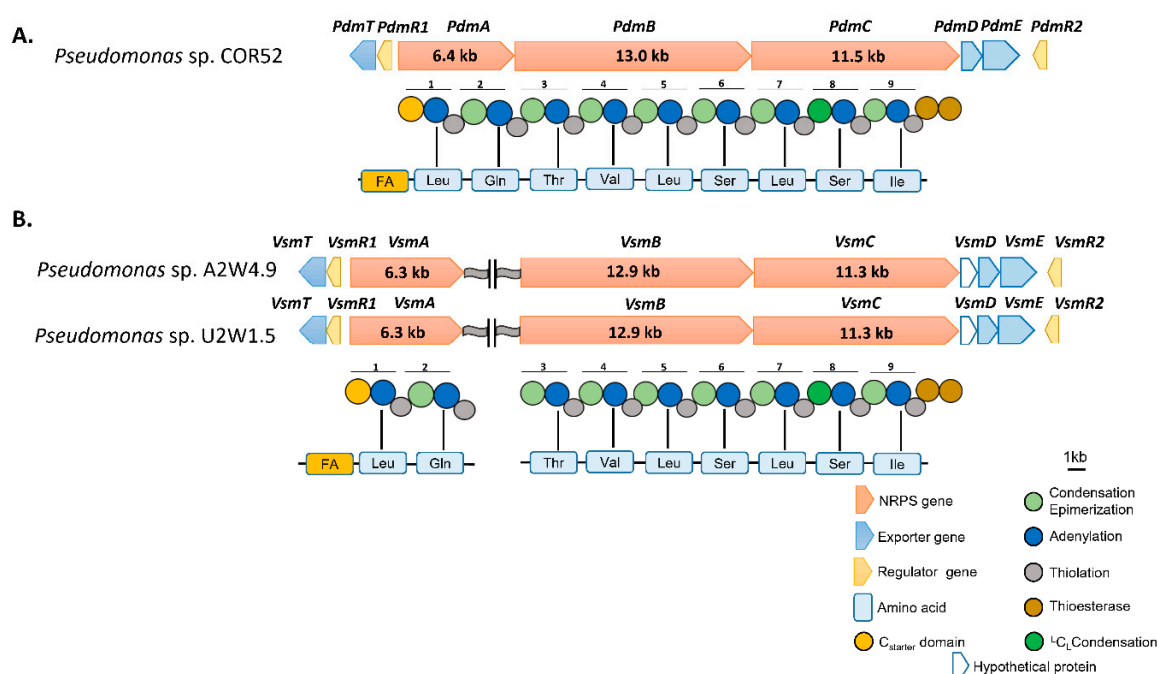 A.
PdmT PdmR1 PdmA PdmB PdmC PdmD PdmE PdmR2
Pseudomonas sp. COR52
6.4 kb 13.0 kb 11.5 kb
1 2 3 4 5 6 7 8 9
FA Leu Gln Thr Val Leu Ser Leu Ser Ile
B.
VsmT VsmR1 VsmA VsmB VsmC VsmD VsmE VsmR2
Pseudomonas sp. A2W4.9
6.3 kb 12.9 kb 11.3 kb
VsmT VsmR1 VsmA VsmB VsmC VsmD VsmE VsmR2
Pseudomonas sp. U2W1.5
6.3 kb 12.9 kb 11.3 kb
1 2 3 4 5 6 7 8 9
FA Leu Gln Thr Val Leu Ser Leu Ser Ile
1kb
NRPS gene
Exporter gene
Regulator gene
Amino acid
Cstarter domain
Condensation
Epimerization
Adenylation
Thiolation
Thioesterase
LCLCondensation
Hypothetical protein